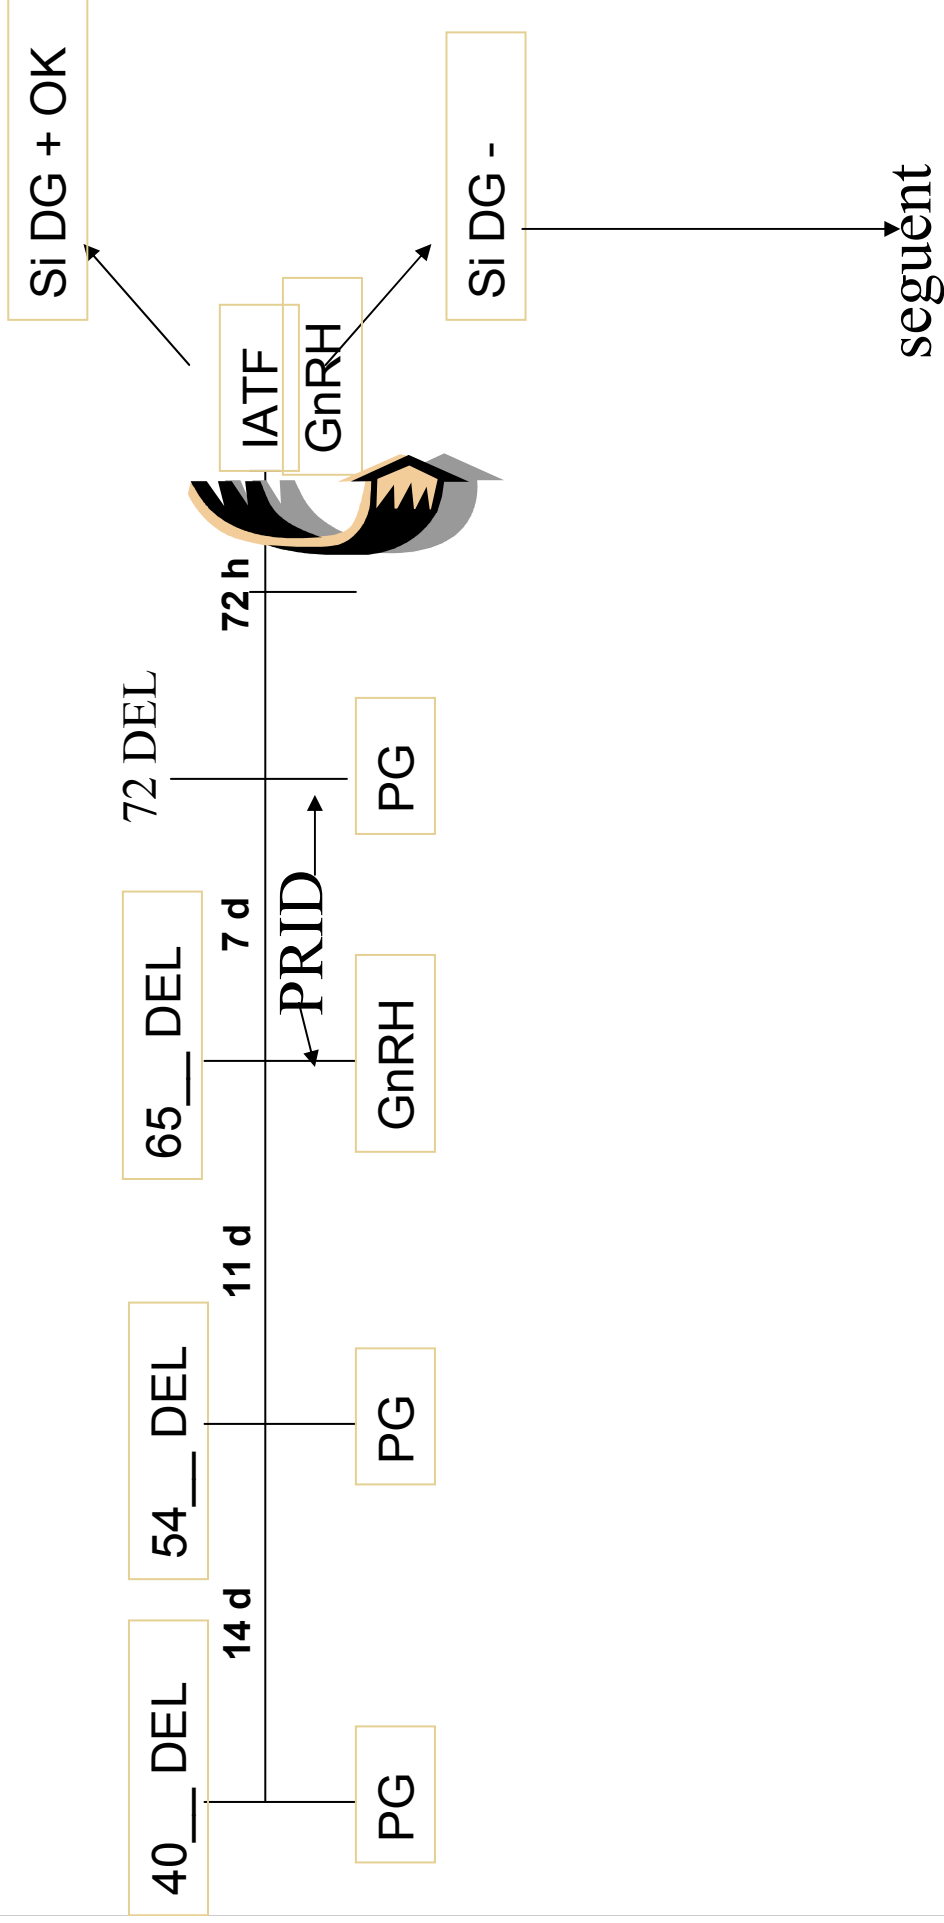 40__ DEL
14 d
54__ DEL
11 d
65__ DEL
7 d
72 DEL
72 h
PG
PG
GnRH
PRID
PG
IATF
GnRH
Si DG + OK
Si DG -
seguent